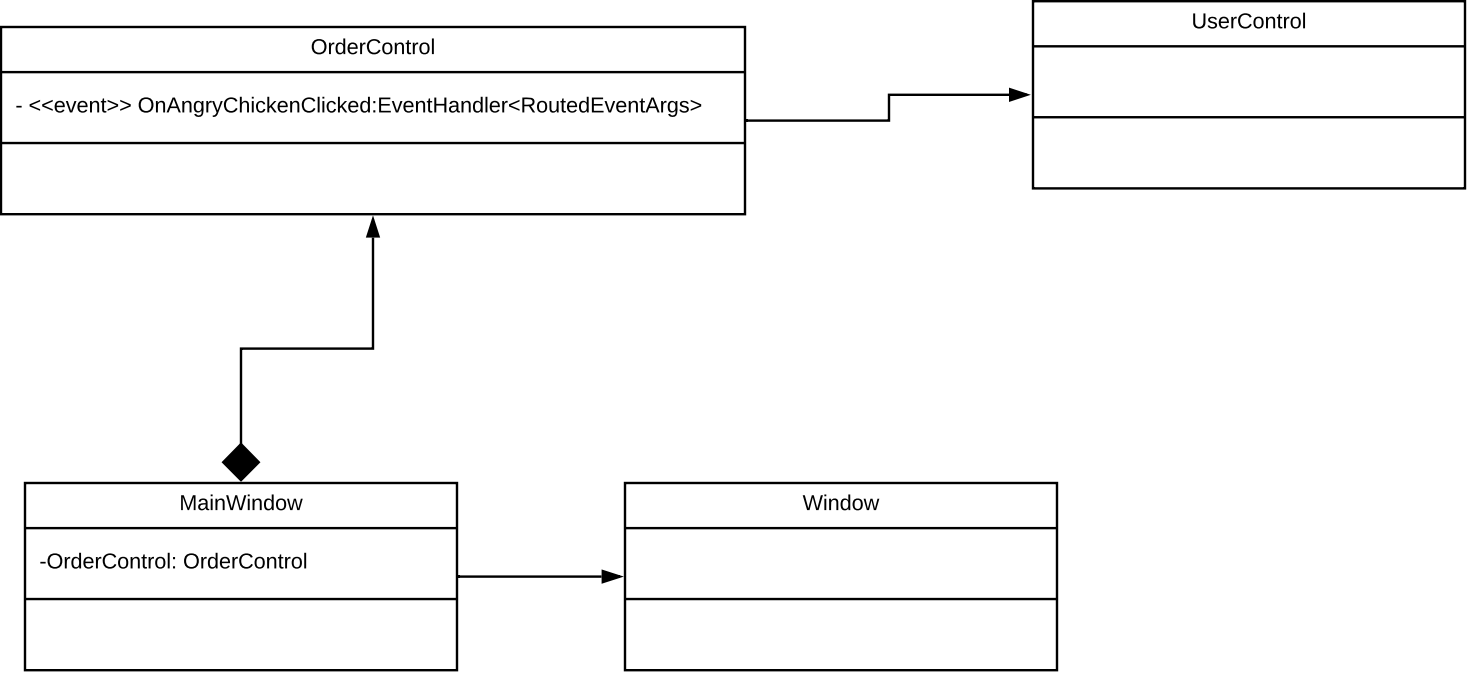 OrderControl
- <<event>> OnAngryChickenClicked:EventHandler<RoutedEventArgs>
UserControl
MainWindow
-OrderControl: OrderControl
Window